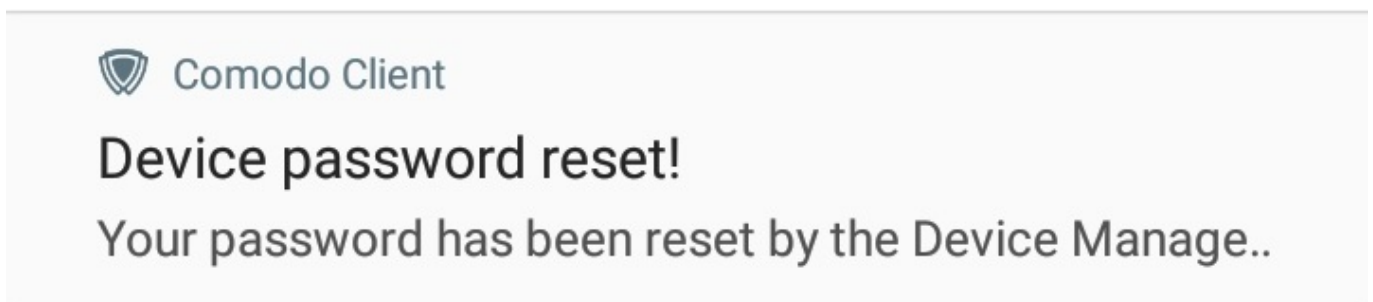 Comodo Client
Device password reset!
Your password has been reset by the Device Manage..